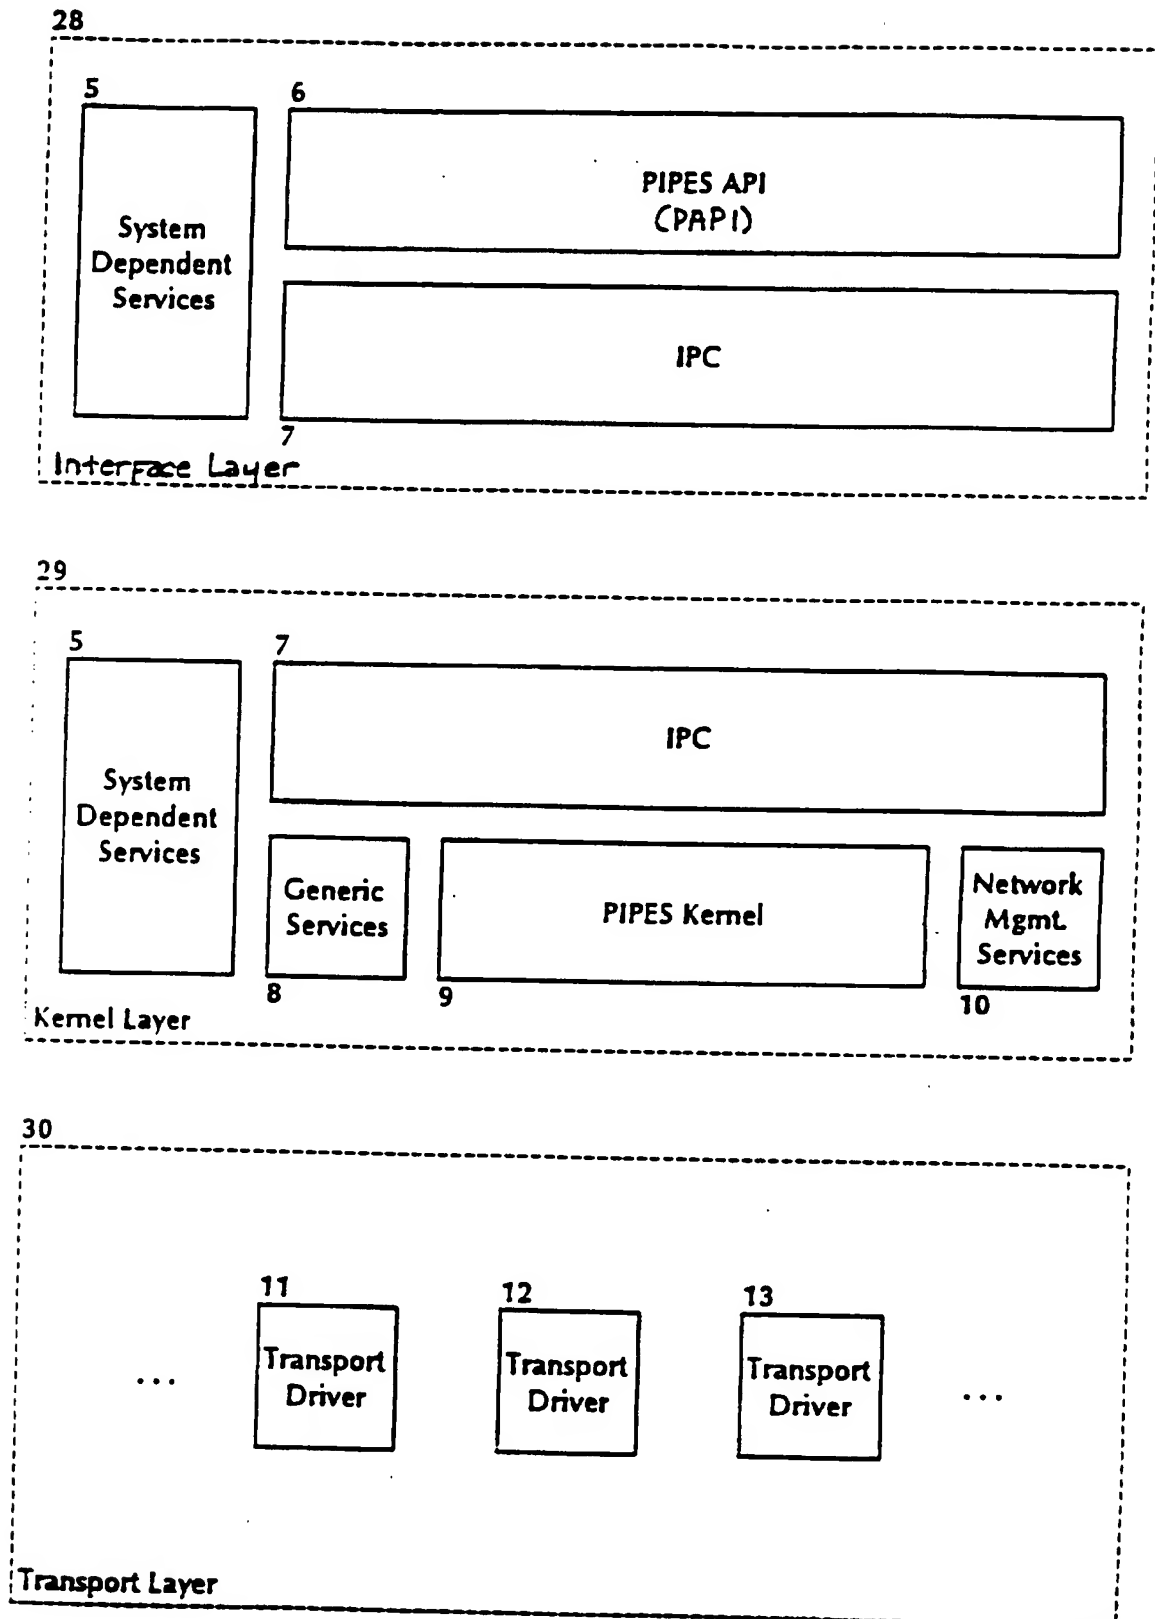 28
5
6
System
Dependent
Services
PIPES API
(PAPI)
IPC
7
Interface Layer
29
5
7
System
Dependent
Services
IPC
Generic
Services
PIPES Kernel
Network
Mgmt.
Services
8
9
10
Kernel Layer
30
11
12
13
...
Transport
Driver
Transport
Driver
Transport
Driver
...
Transport Layer